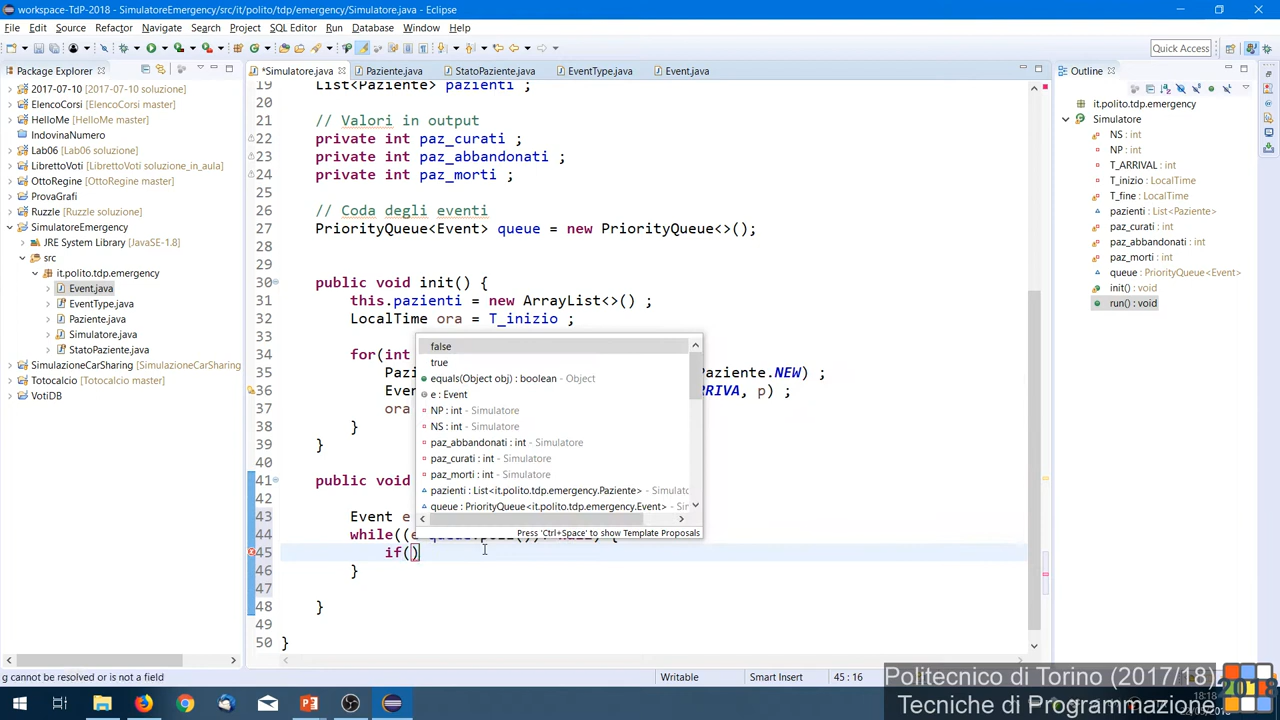 workspace-TdP-2018 - SimulatoreEmergency/src/it/polito/tdp/emergency/Simulatore.java - Eclipse
File Edit Source Refactor Navigate Search Project SQL Editor Run Database Window Help
Quick Access
Package Explorer
*Simulatore.java
Paziente.java
StatoPaziente.java
EventType.java
Event.java
Outline
2017-07-10 [2017-07-10 soluzione]
ElencoCorsi [ElencoCorsi master]
HelloMe [HelloMe master]
IndovinaNumero
Lab06 [Lab06 soluzione]
LibrettoVoti [LibrettoVoti soluzione_in_aula]
OttoRegine [OttoRegine master]
ProvaGrafi
Ruzzle [Ruzzle soluzione]
SimulatoreEmergency
JRE System Library [JavaSE-1.8]
src
it.polito.tdp.emergency
Event.java
EventType.java
Paziente.java
Simulatore.java
StatoPaziente.java
SimulazioneCarSharing [SimulazioneCarSharing
Totocalcio [Totocalcio master]
VotiDB
19 List<Paziente> pazienti ;
20
21 // Valori in output
22 private int paz_curati ;
23 private int paz_abbandonati ;
24 private int paz_morti ;
25
26 // Coda degli eventi
27 PriorityQueue<Event> queue = new PriorityQueue<>();
28
29
30 public void init() {
31 this.pazienti = new ArrayList<>() ;
32 LocalTime ora = T_inizio ;
33
34 for(int
35 Paz Paziente.NEW) ;
36 Even RRIVA, p) ;
37 ora
38 }
39 }
40
41 public void
42
43 Event e
44 while((e
45 if()
46 }
47
48 }
49
50 }
false
true
equals(Object obj) : boolean - Object
e : Event
NP : int - Simulatore
NS : int - Simulatore
paz_abbandonati : int - Simulatore
paz_curati : int - Simulatore
paz_morti : int - Simulatore
pazienti : List<it.polito.tdp.emergency.Paziente> - Simulatc
queue : PriorityQueue<it.polito.tdp.emergency.Event> - Sir
Press 'Ctrl+Space' to show Template Proposals
it.polito.tdp.emergency
Simulatore
NS : int
NP : int
T_ARRIVAL : int
T_inizio : LocalTime
T_fine : LocalTime
pazienti : List<Paziente>
paz_curati : int
paz_abbandonati : int
paz_morti : int
queue : PriorityQueue<Event>
init() : void
run() : void
g cannot be resolved or is not a field
Writable
Smart Insert
45 : 16
Politecnico di Torino (2017/18)
Tecniche di Programmazione
2018
18:18